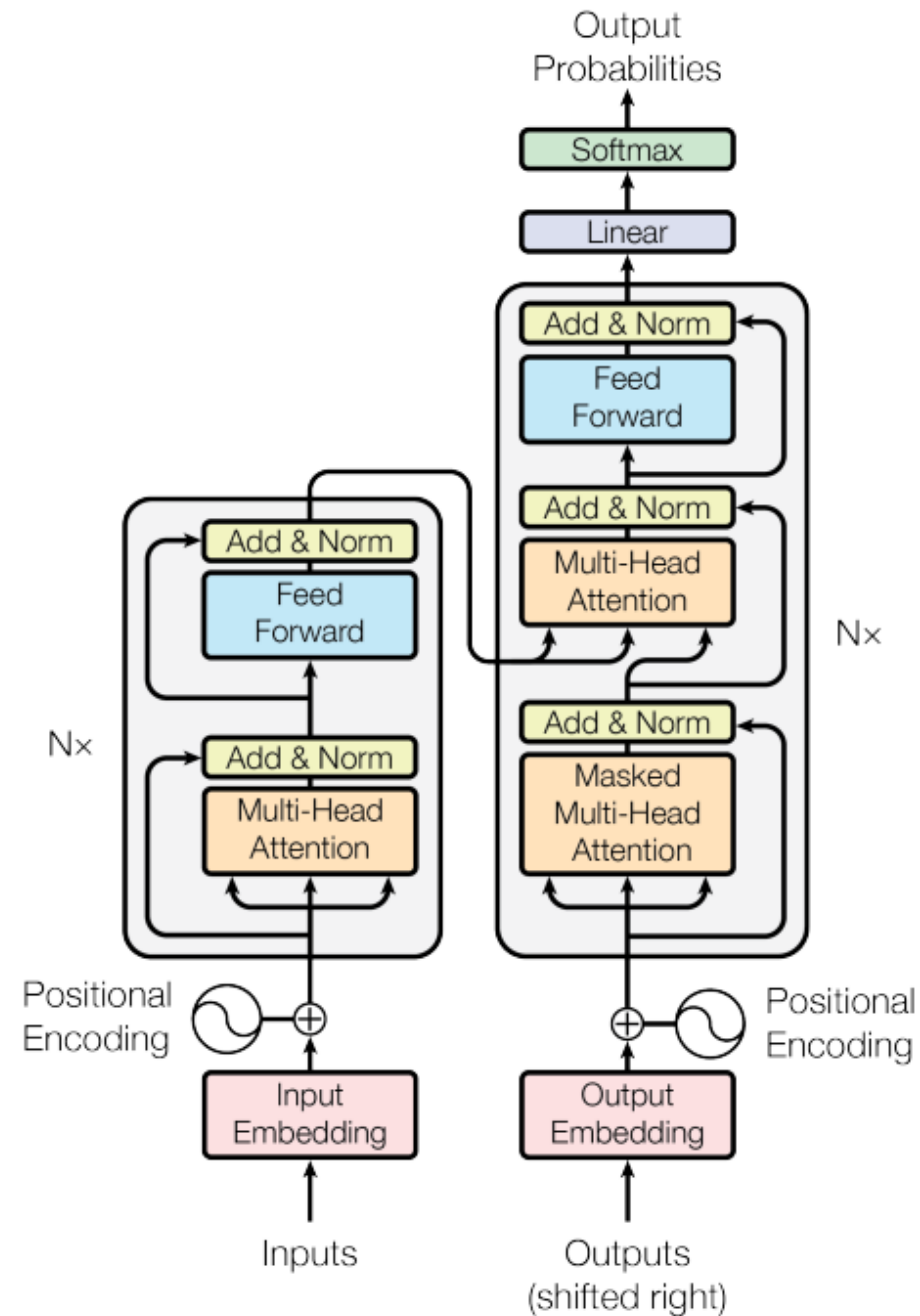 Output
Probabilities
Softmax
Linear
Add & Norm
Feed
Forward
Add & Norm
Multi-Head
Attention
Nx
Add & Norm
Masked
Multi-Head
Attention
Add & Norm
Feed
Forward
Nx
Add & Norm
Multi-Head
Attention
Positional
Encoding
Positional
Encoding
Input
Embedding
Output
Embedding
Inputs
Outputs
(shifted right)